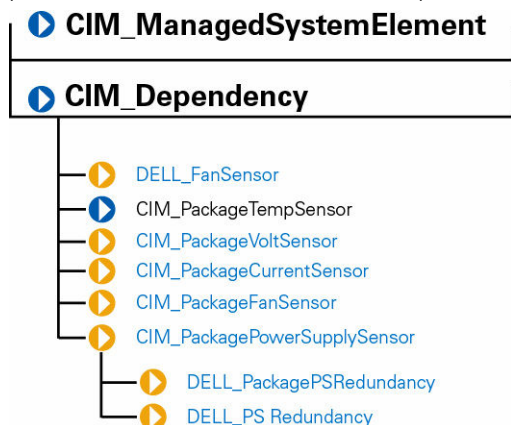 CIM_ManagedSystemElement
CIM_Dependency
DELL_FanSensor
CIM_PackageTempSensor
CIM_PackageVoltSensor
CIM_PackageCurrentSensor
CIM_PackageFanSensor
CIM_PackagePowerSupplySensor
DELL_PackagePSRedundancy
DELL_PS Redundancy